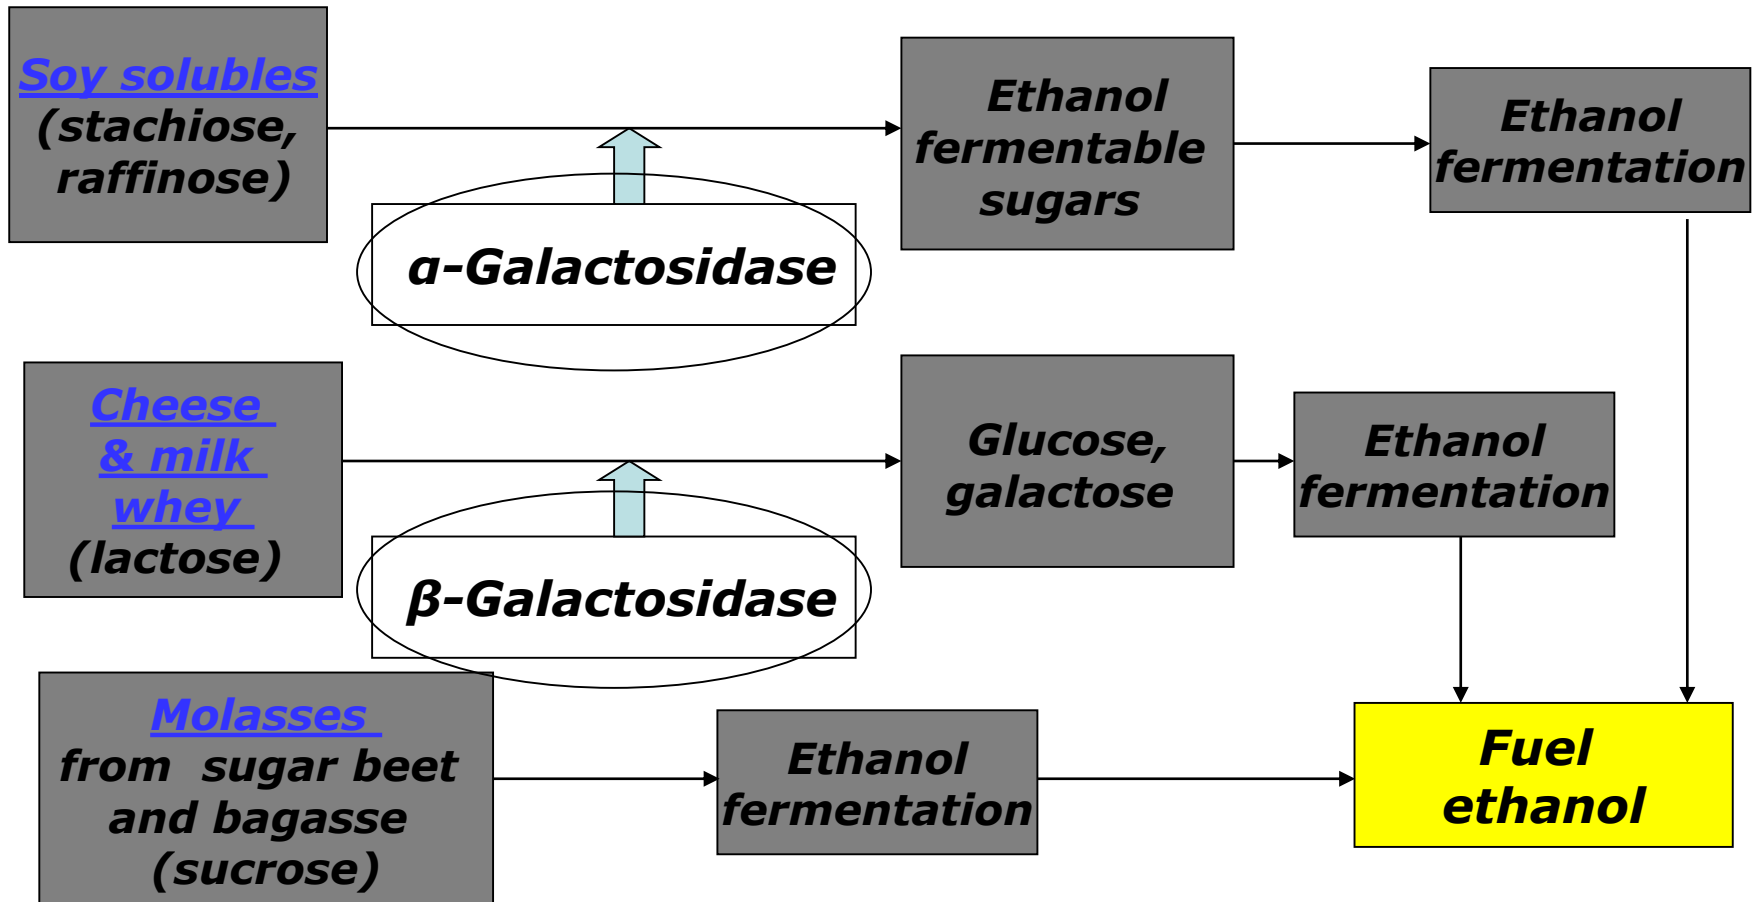 Soy solubles
(stachiose,
raffinose)
α-Galactosidase
Ethanol
fermentable
sugars
Ethanol
fermentation
Cheese
& milk
whey
(lactose)
β-Galactosidase
Glucose,
galactose
Ethanol
fermentation
Molasses
from sugar beet
and bagasse
(sucrose)
Ethanol
fermentation
Fuel
ethanol